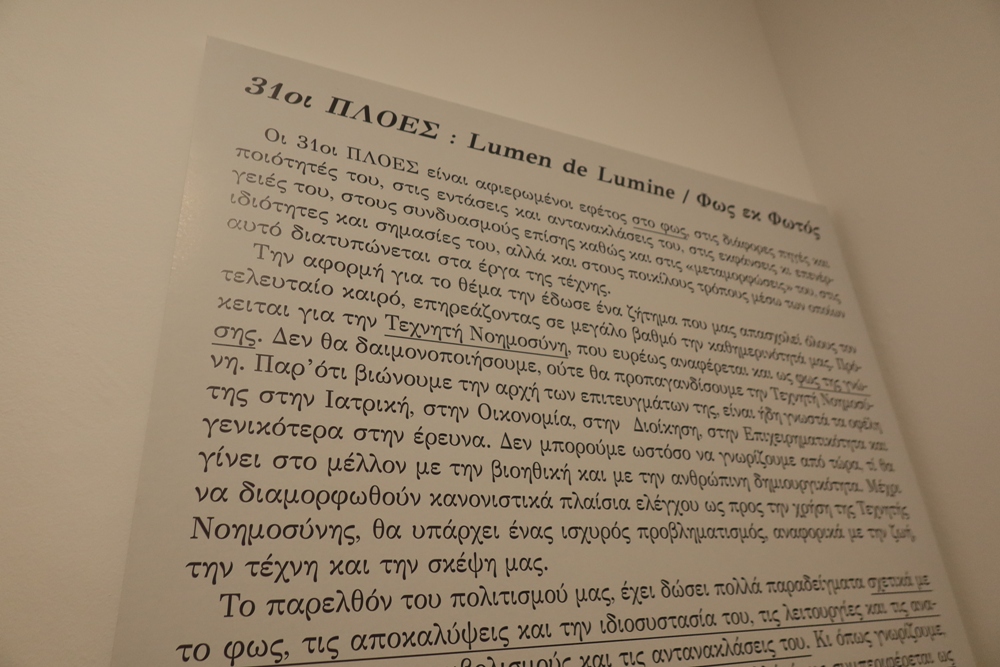 31οι ΠΛΟΕΣ : Lumen de Lumine / Φως εκ Φωτός
Οι 31οι ΠΛΟΕΣ είναι αφιερωμένοι εφέτος στο φως, στις διάφορες πηγές και
ποιότητές του, στις εντάσεις και αντανακλάσεις του, στις εκφάνσεις κι επενέρ-
γειές του, στους συνδυασμούς επίσης καθώς και στις «μεταμορφώσεις» του, στις
ιδιότητες και σημασίες του, αλλά και στους ποικίλους τρόπους μέσω των οποίων
αυτό διατυπώνεται στα έργα της τέχνης.
Την αφορμή για το θέμα την έδωσε ένα ζήτημα που μας απασχολεί όλους τον
τελευταίο καιρό, επηρεάζοντας σε μεγάλο βαθμό την καθημερινότητά μας. Πρό-
κειται για την Τεχνητή Νοημοσύνη, που ευρέως αναφέρεται και ως φως της γνώ-
σης. Δεν θα δαιμονοποιήσουμε, ούτε θα προπαγανδίσουμε την Τεχνητή Νοημοσύ-
νη. Παρ’ότι βιώνουμε την αρχή των επιτευγμάτων της, είναι ήδη γνωστά τα οφέλη
της στην Ιατρική, στην Οικονομία, στην Διοίκηση, στην Επιχειρηματικότητα και
γενικότερα στην έρευνα. Δεν μπορούμε ωστόσο να γνωρίζουμε από τώρα, τί θα
γίνει στο μέλλον με την βιοηθική και με την ανθρώπινη δημιουργικότητα. Μέχρι
να διαμορφωθούν κανονιστικά πλαίσια ελέγχου ως προς την χρήση της Τεχνητής
Νοημοσύνης, θα υπάρχει ένας ισχυρός προβληματισμός, αναφορικά με την ζωή,
την τέχνη και την σκέψη μας.
Το παρελθόν του πολιτισμού μας, έχει δώσει πολλά παραδείγματα σχετικά με
το φως, τις αποκαλύψεις και την ιδιοσυστασία του, τις λειτουργίες και τις ανα-
και τις αντανακλάσεις του. Κι όπως γνωρίζουμε,